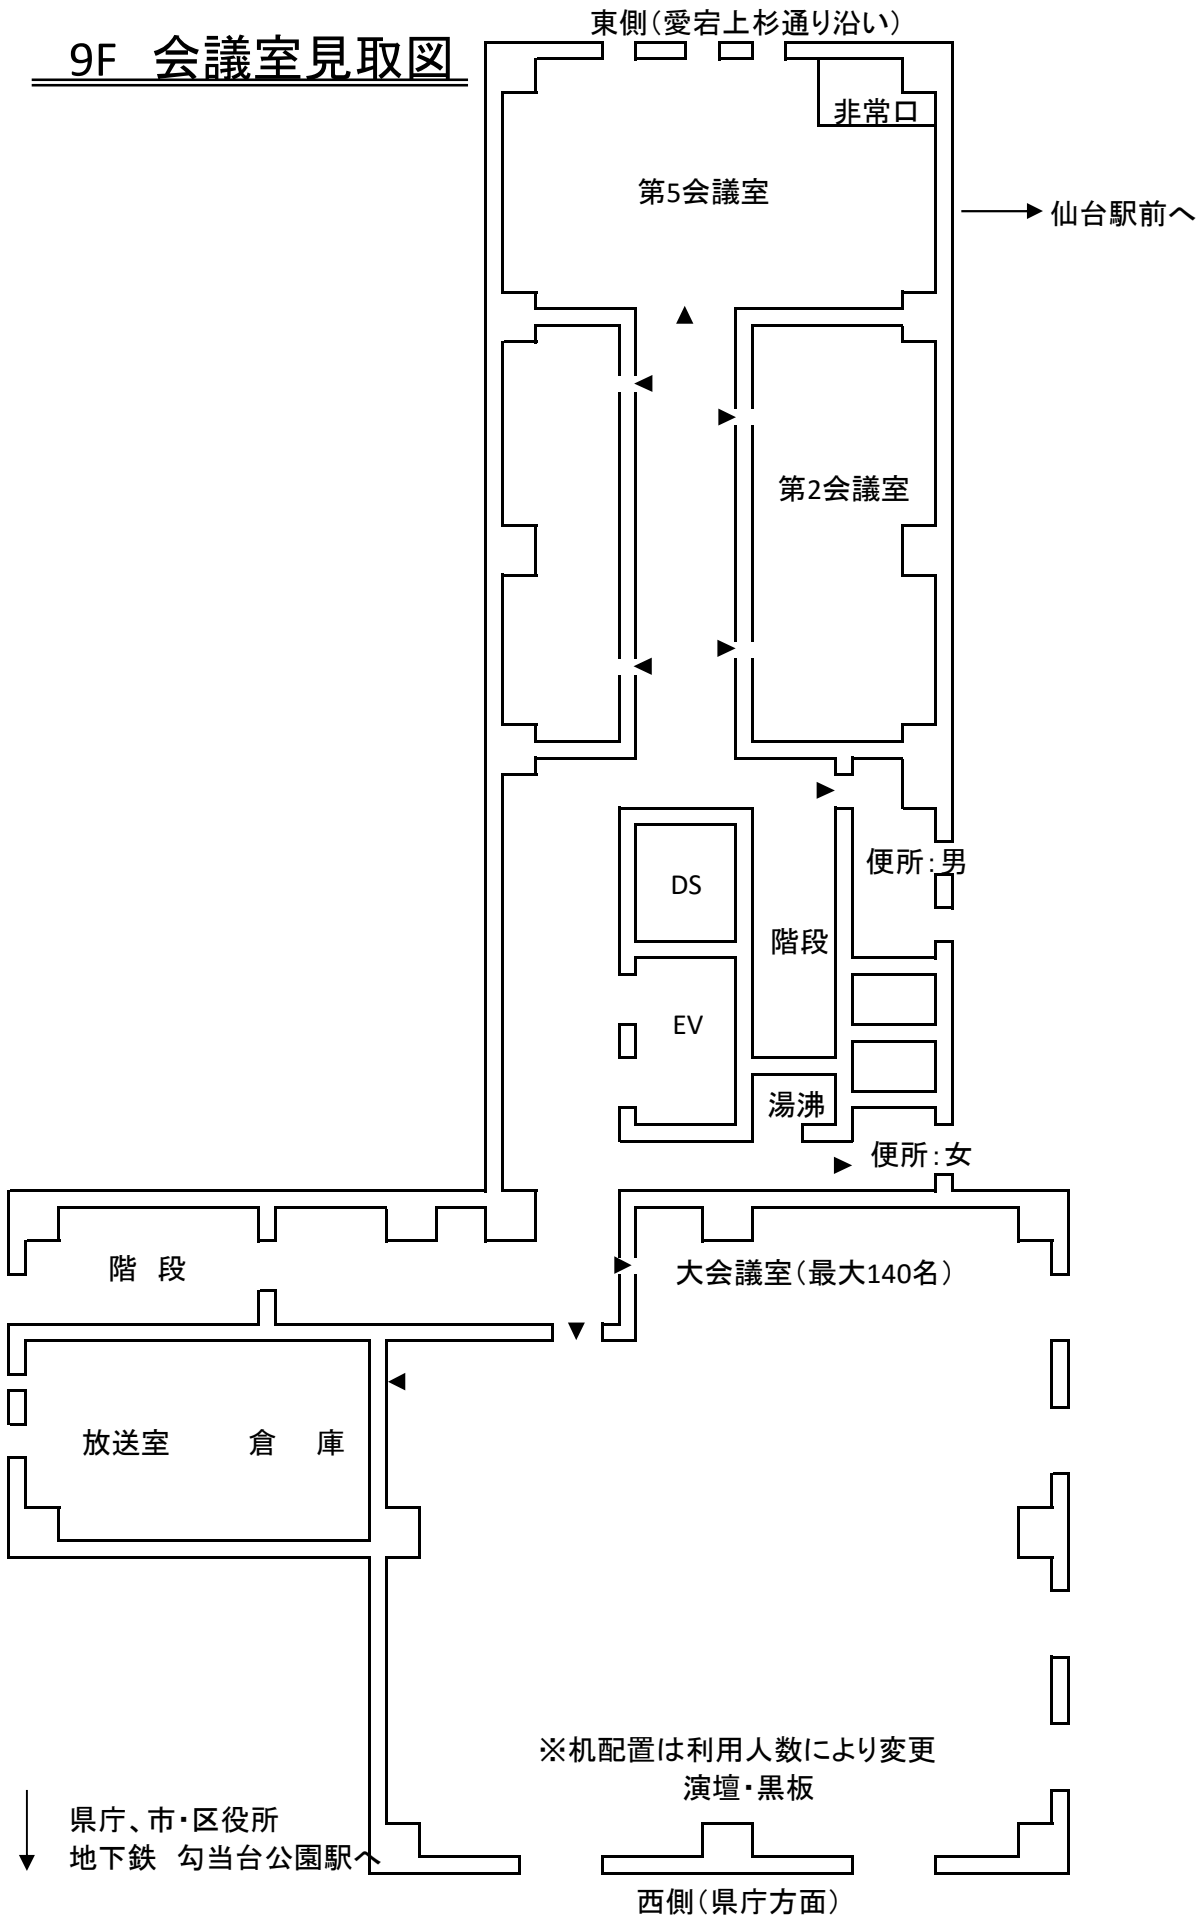 東側（愛宕上杉通り沿い）
9F　会議室見取図
非常口
第5会議室
仙台駅前へ
第2会議室
便所：男
DS
階段
EV
湯沸
便所：女
階　段
大会議室（最大140名）
放送室　　倉　庫
※机配置は利用人数により変更
演壇・黒板
県庁、市・区役所
地下鉄　勾当台公園駅へ
西側（県庁方面）